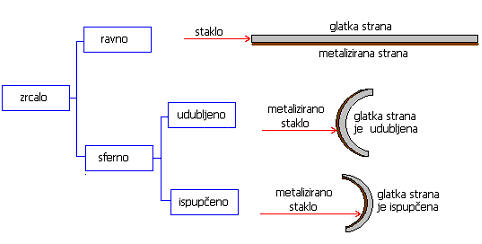 glatka strana
staklo
ravno
metalizirana strana
zrcalo
udubljeno
metalizirano
staklo
glatka strana
je udubljena
sferno
ispupčeno
metalizirano
staklo
glatka strana
je ispupčena